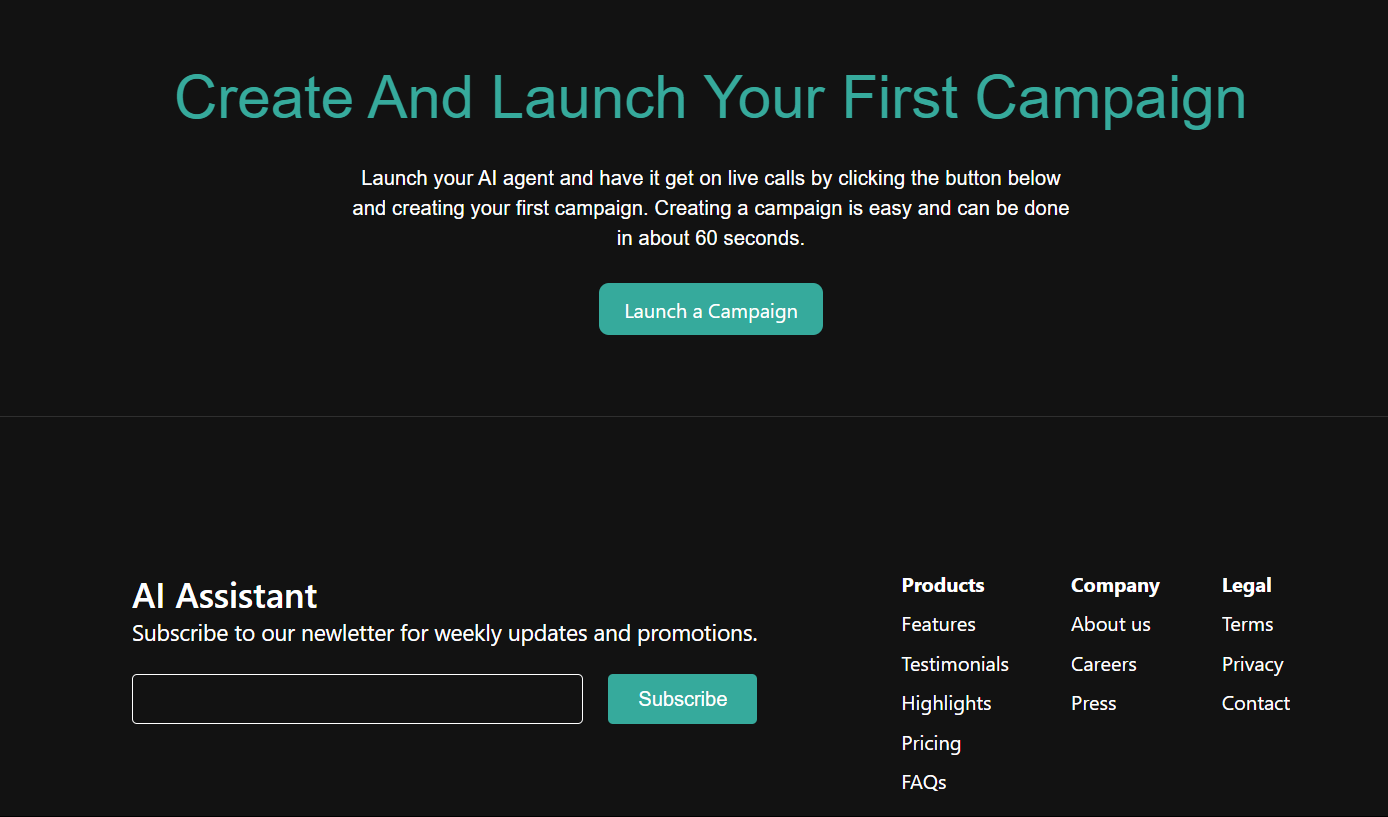 Create And Launch Your First Campaign
Launch your AI agent and have it get on live calls by clicking the button below
and creating your first campaign. Creating a campaign is easy and can be done
in about 60 seconds.
Launch a Campaign
AI Assistant
Subscribe to our newletter for weekly updates and promotions.
Subscribe
Products
Features
Testimonials
Highlights
Pricing
FAQs
Company
About us
Careers
Press
Legal
Terms
Privacy
Contact